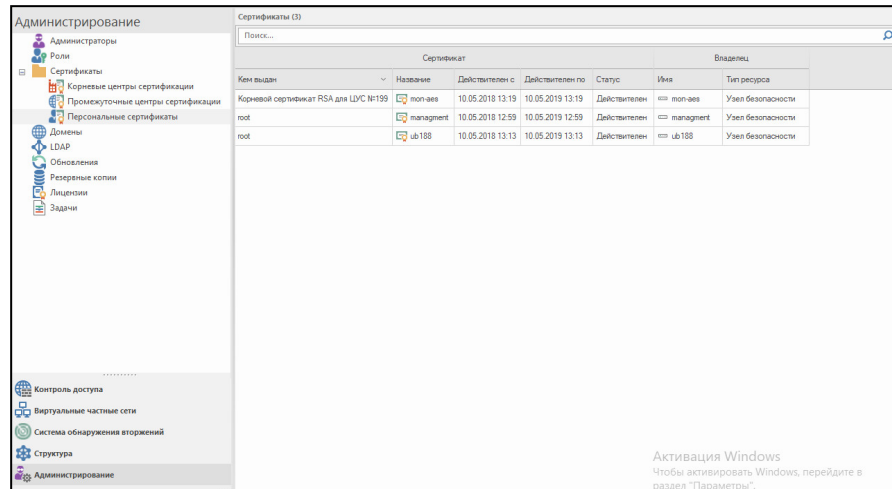 Администрирование
Администраторы
Роли
Сертификаты
Корневые центры сертификации
Промежуточные центры сертификации
Персональные сертификаты
Домены
LDAP
Обновления
Резервные копии
Лицензии
Задачи
Контроль доступа
Виртуальные частные сети
Система обнаружения вторжений
Структура
Администрирование
Сертификаты (3)
Поиск...
Сертификат Владелец
Кем выдан Название Действителен с Действителен по Статус Имя Тип ресурса
Корневой сертификат RSA для ЦУС №199 mon-aes 10.05.2018 13:19 10.05.2019 13:19 Действителен mon-aes Узел безопасности
root managment 10.05.2018 12:59 10.05.2019 12:59 Действителен managment Узел безопасности
root ub188 10.05.2018 13:13 10.05.2019 13:13 Действителен ub188 Узел безопасности
Активация Windows
Чтобы активировать Windows, перейдите в
раздел "Параметры".